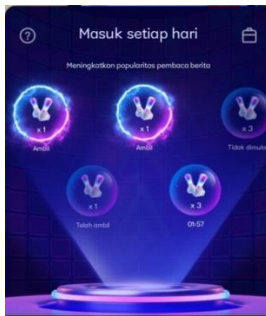 Masuk setiap hari
Meningkatkan popularitas pembaca berita
x1
x1
x3
Ambil
Ambil
Tidak dimulai
x1
x3
Telah ambil
01:57